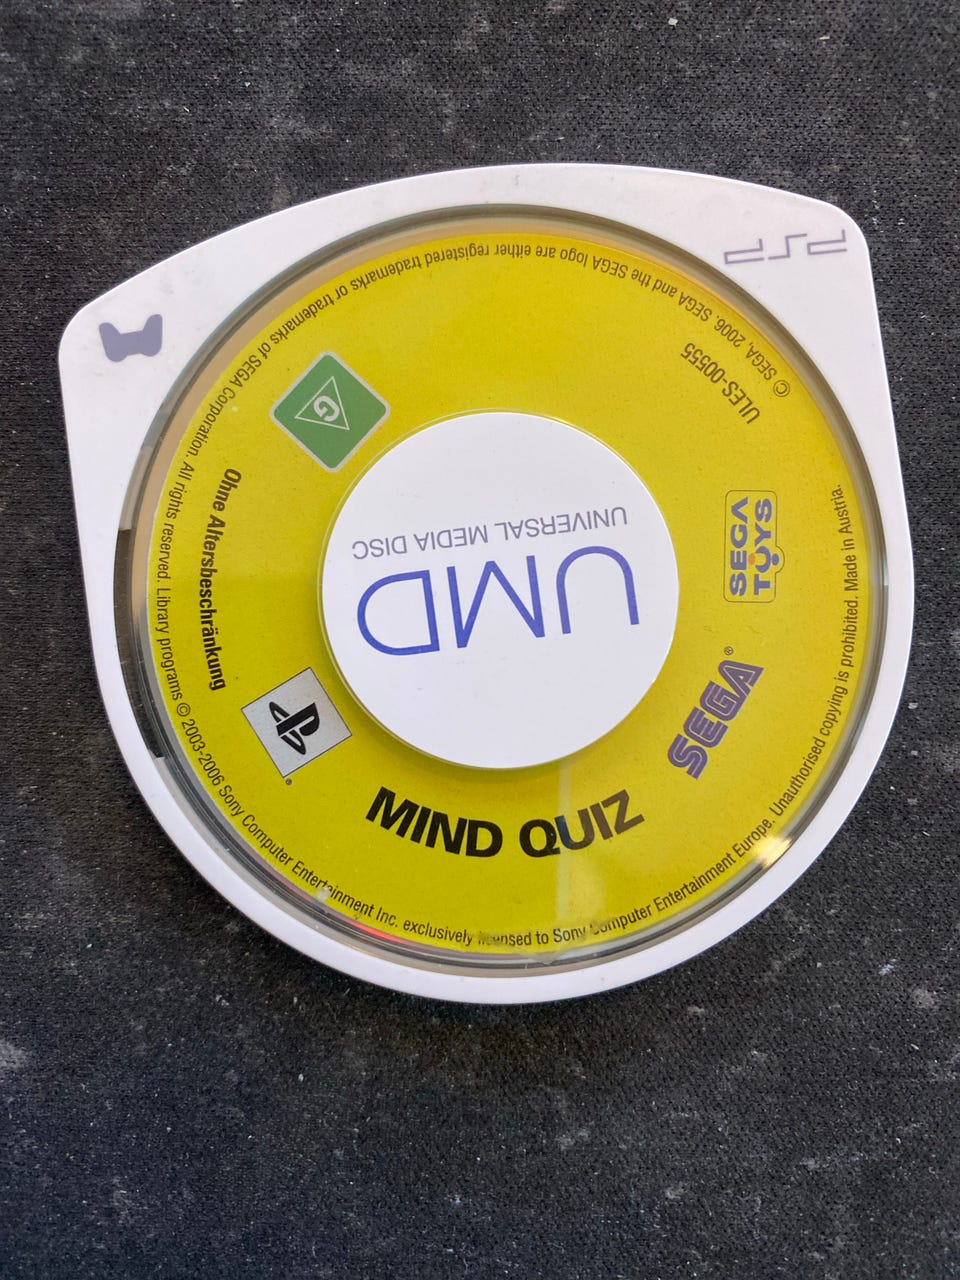 PSP
UMD
UNIVERSAL MEDIA DISC
MIND QUIZ
SEGA®
SEGA
TOYS
ULES-00555
G
Ohne Altersbeschränkung
© SEGA, 2006. SEGA and the SEGA logo are either registered trademarks or trademarks of SEGA Corporation. All rights reserved. Library programs © 2003-2006 Sony Computer Entertainment Inc. exclusively licensed to Sony Computer Entertainment Europe. Unauthorised copying is prohibited. Made in Austria.